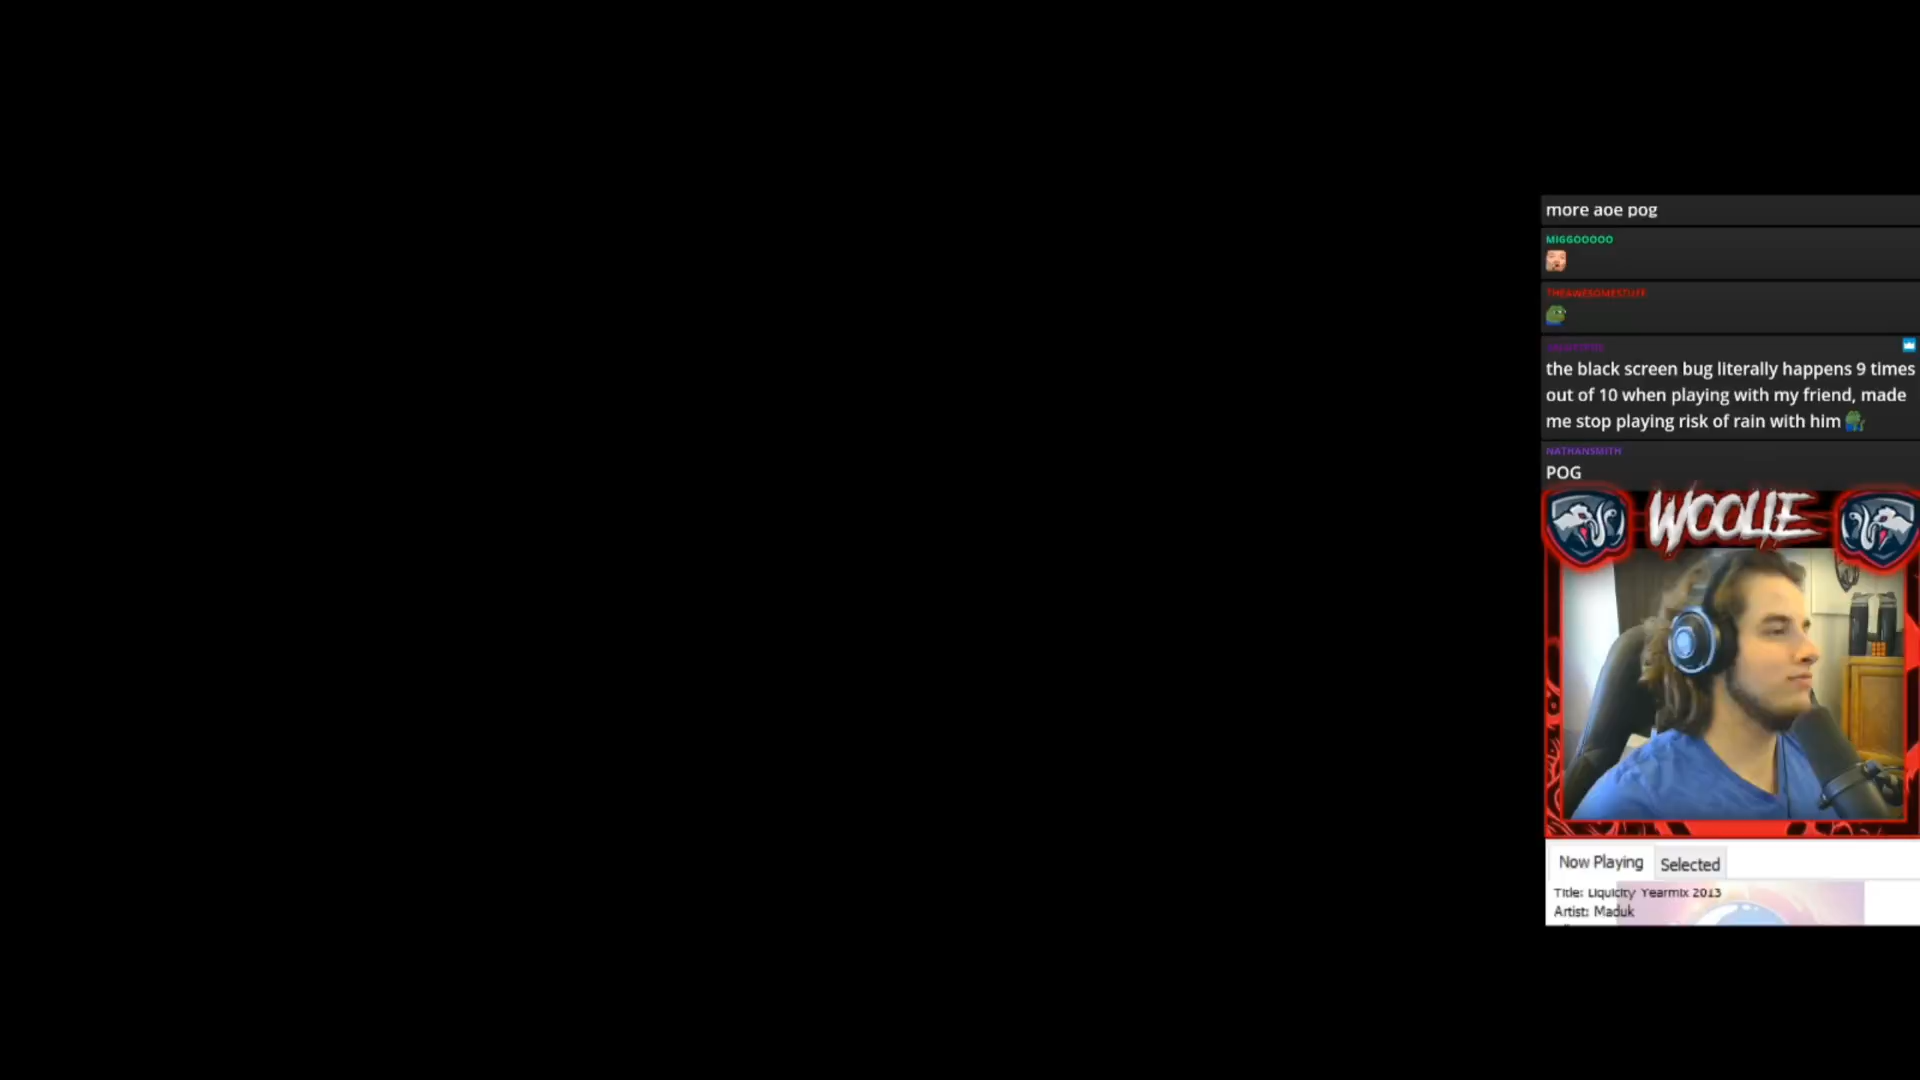 more aoe pog
MIGGOOOOO
THEAWESOMESTUFF
the black screen bug literally happens 9 times
out of 10 when playing with my friend, made
me stop playing risk of rain with him
NATHANSMITH
POG
WOOLIE
Now Playing
Selected
Title: Liquicity Yearmix 2013
Artist: Maduk